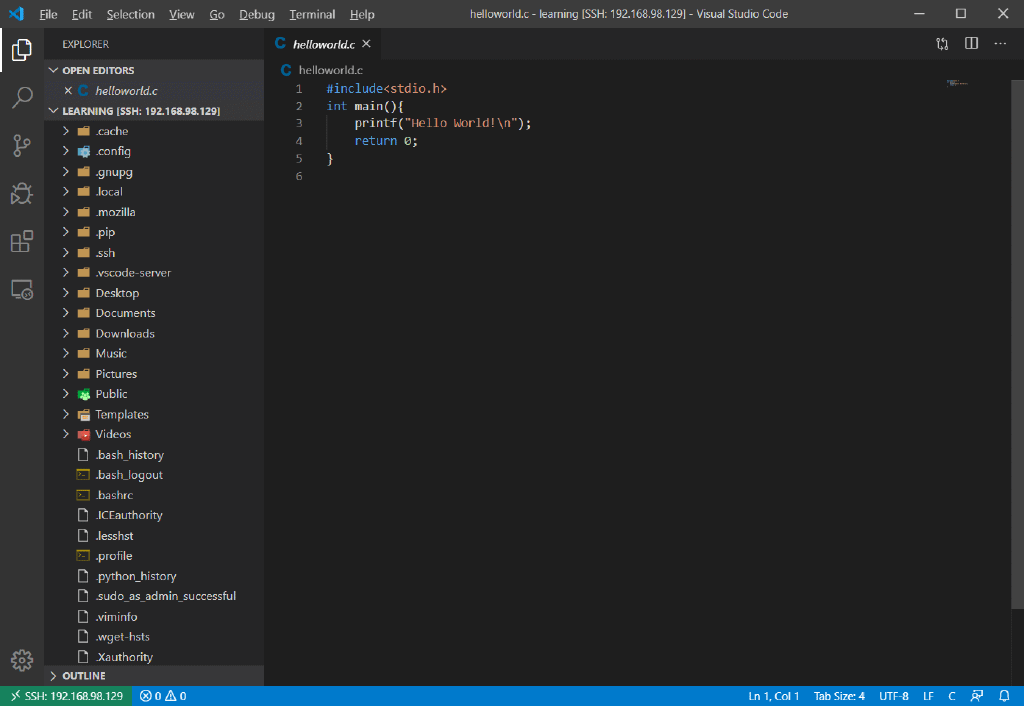 File Edit Selection View Go Debug Terminal Help helloworld.c - learning [SSH: 192.168.98.129] - Visual Studio Code
EXPLORER
OPEN EDITORS
helloworld.c
LEARNING [SSH: 192.168.98.129]
.cache
.config
.gnupg
.local
.mozilla
.pip
.ssh
.vscode-server
Desktop
Documents
Downloads
Music
Pictures
Public
Templates
Videos
.bash_history
.bash_logout
.bashrc
.ICEauthority
.lesshst
.profile
.python_history
.sudo_as_admin_successful
.viminfo
.wget-hsts
.Xauthority
OUTLINE
C helloworld.c
C helloworld.c
1 #include<stdio.h>
2 int main(){
3 printf("Hello World!\n");
4 return 0;
5 }
6
SSH: 192.168.98.129 0 0 Ln 1, Col 1 Tab Size: 4 UTF-8 LF C